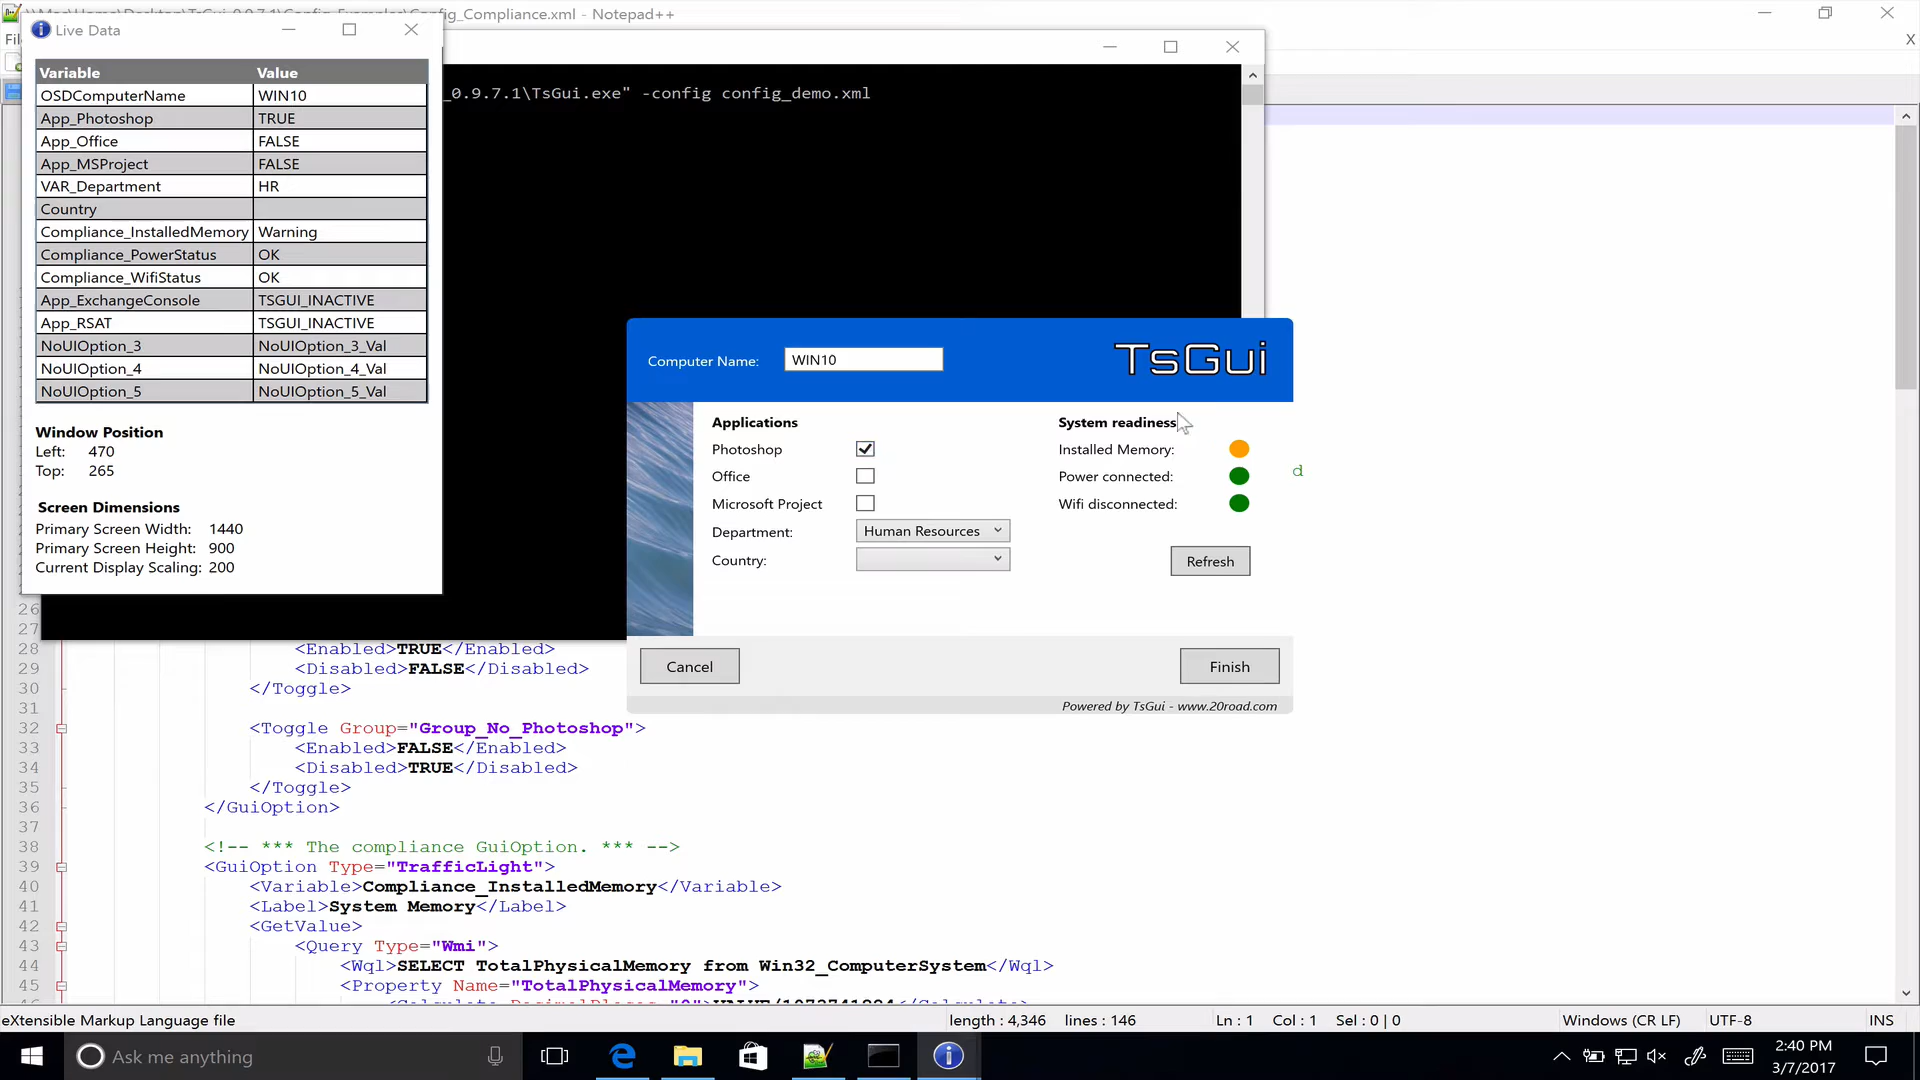 Config_Compliance.xml - Notepad++
Live Data
X
Variable Value
OSDComputerName WIN10
App_Photoshop TRUE
App_Office FALSE
App_MSProject FALSE
VAR_Department HR
Country
Compliance_InstalledMemory Warning
Compliance_PowerStatus OK
Compliance_WifiStatus OK
App_ExchangeConsole TSGUI_INACTIVE
App_RSAT TSGUI_INACTIVE
NoUIOption_3 NoUIOption_3_Val
NoUIOption_4 NoUIOption_4_Val
NoUIOption_5 NoUIOption_5_Val
Window Position
Left: 470
Top: 265
Screen Dimensions
Primary Screen Width: 1440
Primary Screen Height: 900
Current Display Scaling: 200
_0.9.7.1\TsGui.exe" -config config_demo.xml
Computer Name: WIN10
TsGui
Applications
Photoshop
Office
Microsoft Project
Department: Human Resources
Country:
System readiness
Installed Memory:
Power connected:
Wifi disconnected:
Refresh
d
Cancel
Finish
Powered by TsGui - www.20road.com
26
27
28 <Enabled>TRUE</Enabled>
29 <Disabled>FALSE</Disabled>
30 </Toggle>
31
32 <Toggle Group="Group_No_Photoshop">
33 <Enabled>FALSE</Enabled>
34 <Disabled>TRUE</Disabled>
35 </Toggle>
36 </GuiOption>
37
38 <!-- *** The compliance GuiOption. *** -->
39 <GuiOption Type="TrafficLight">
40 <Variable>Compliance_InstalledMemory</Variable>
41 <Label>System Memory</Label>
42 <GetValue>
43 <Query Type="Wmi">
44 <Wql>SELECT TotalPhysicalMemory from Win32_ComputerSystem</Wql>
45 <Property Name="TotalPhysicalMemory">
eXtensible Markup Language file length : 4,346 lines : 146 Ln : 1 Col : 1 Sel : 0 | 0 Windows (CR LF) UTF-8 INS
Ask me anything
2:40 PM
3/7/2017